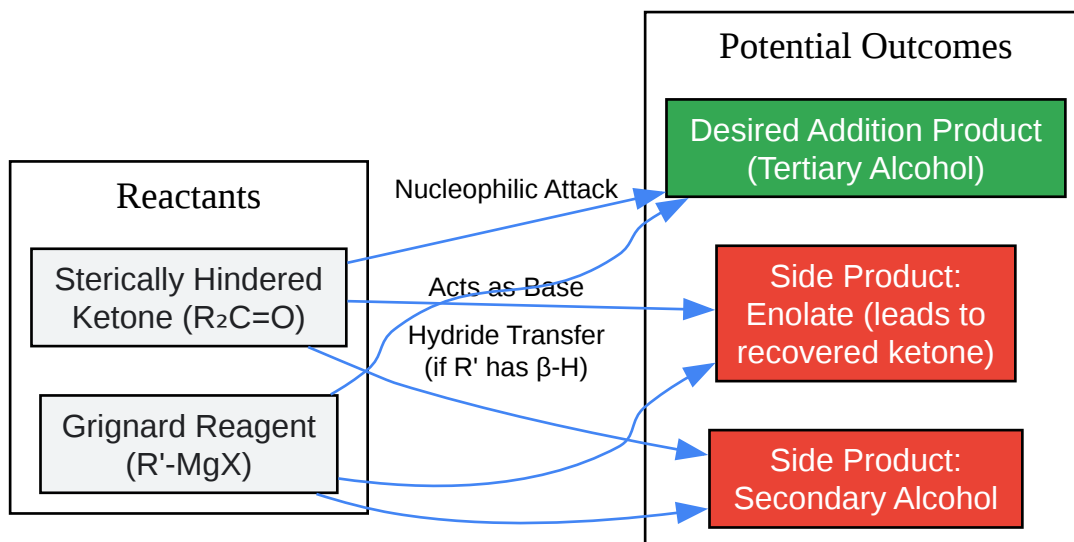 Reactants
Sterically Hindered
Ketone (R₂C=O)
Grignard Reagent
(R'-MgX)
Nucleophilic Attack
Acts as Base
Hydride Transfer
(if R' has β-H)
Potential Outcomes
Desired Addition Product
(Tertiary Alcohol)
Side Product:
Enolate (leads to
recovered ketone)
Side Product:
Secondary Alcohol